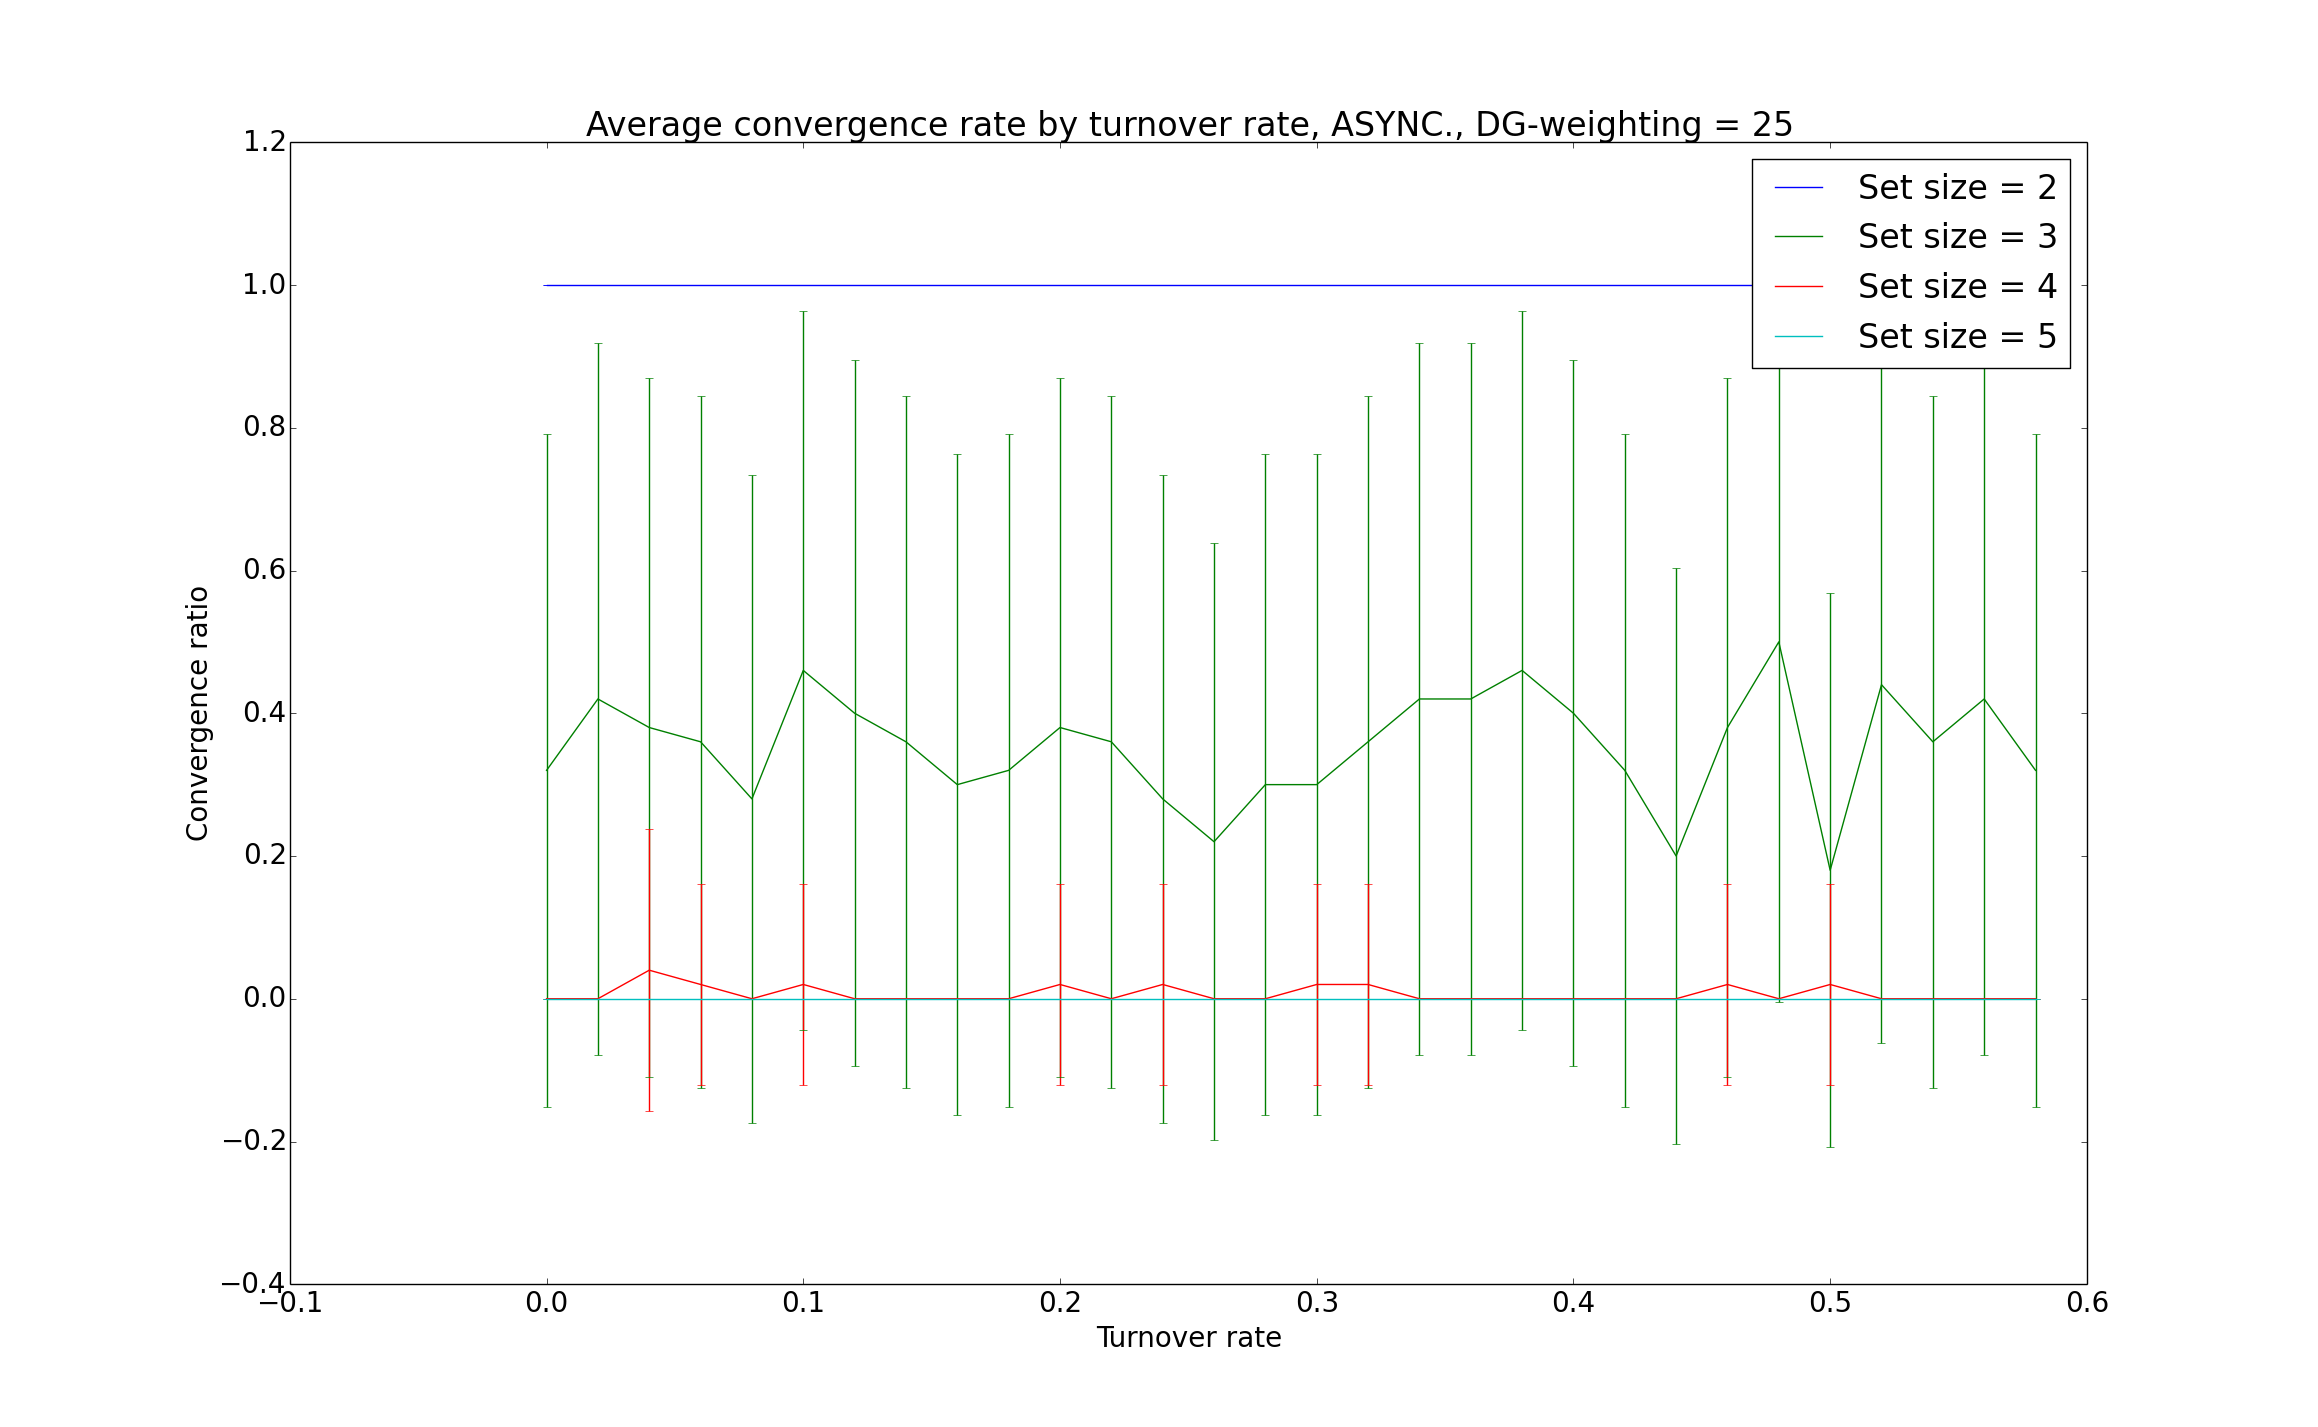 Average convergence rate by turnover rate, ASYNC., DG-weighting = 25
1.2
1.0
0.8
0.6
0.4
0.2
0.0
−0.2
−0.4
Convergence ratio
Set size = 2
Set size = 3
Set size = 4
Set size = 5
−0.1 0.0 0.1 0.2 0.3 0.4 0.5 0.6
Turnover rate